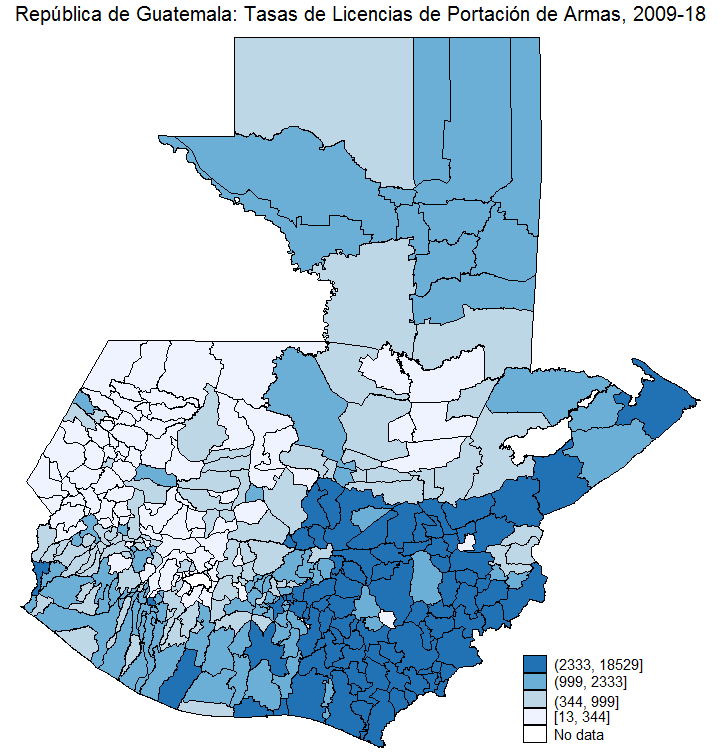 República de Guatemala: Tasas de Licencias de Portación de Armas, 2009-18
(2333, 18529]
(999, 2333]
(344, 999]
[13, 344]
No data